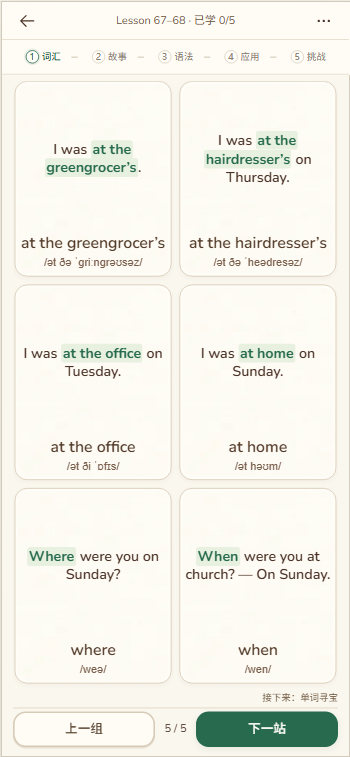 Lesson 67–68 · 已学 0/5
1 词汇 – 2 故事 – 3 语法 – 4 应用 – 5 挑战
I was at the
greengrocer's.
at the greengrocer's
/ət ðə ˈgriːngrəʊsəz/
I was at the
hairdresser's on
Thursday.
at the hairdresser's
/ət ðə ˈheədresəz/
I was at the office on
Tuesday.
at the office
/ət ði ˈɒfɪs/
I was at home on
Sunday.
at home
/ət həʊm/
Where were you on
Sunday?
where
/weə/
When were you at
church? — On Sunday.
when
/wen/
接下来：单词寻宝
上一组 5 / 5 下一站